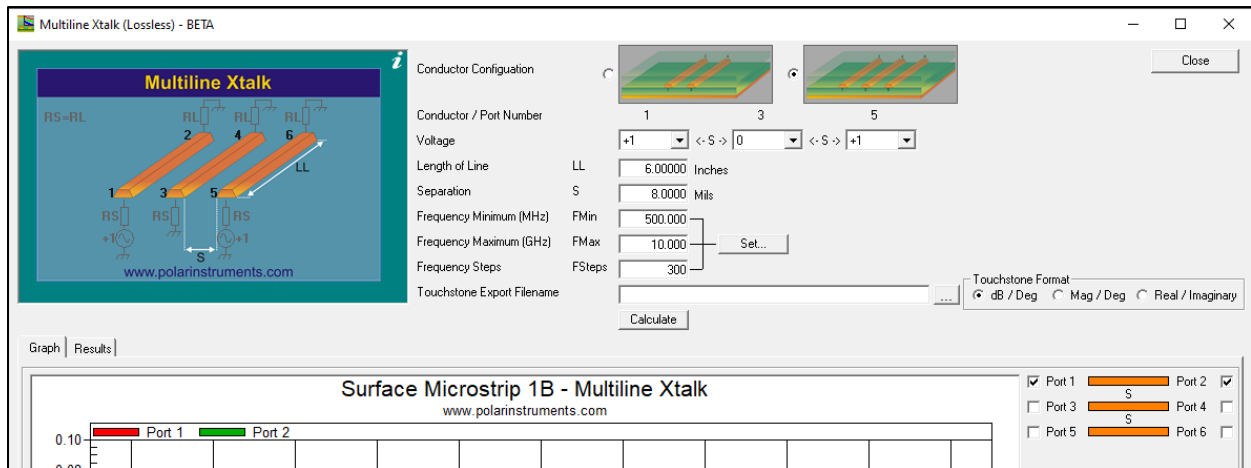 Multiline Xtalk (Lossless) - BETA
i
Multiline Xtalk
RS=RL
RL RL RL
2 4 6
LL
1 3 5
RS RS RS
+1 +1
S
www.polarinstruments.com
Conductor Configuation
Close
Conductor / Port Number 1 3 5
Voltage +1 <- S -> 0 <- S -> +1
Length of Line LL 6.00000 Inches
Separation S 8.0000 Mils
Frequency Minimum (MHz) FMin 500.000
Frequency Maximum (GHz) FMax 10.000 Set...
Frequency Steps FSteps 300
Touchstone Export Filename ...
Touchstone Format
dB / Deg Mag / Deg Real / Imaginary
Calculate
Graph Results
Surface Microstrip 1B - Multiline Xtalk
www.polarinstruments.com
Port 1 Port 2
0.10
Port 1 Port 2
S
Port 3 Port 4
S
Port 5 Port 6